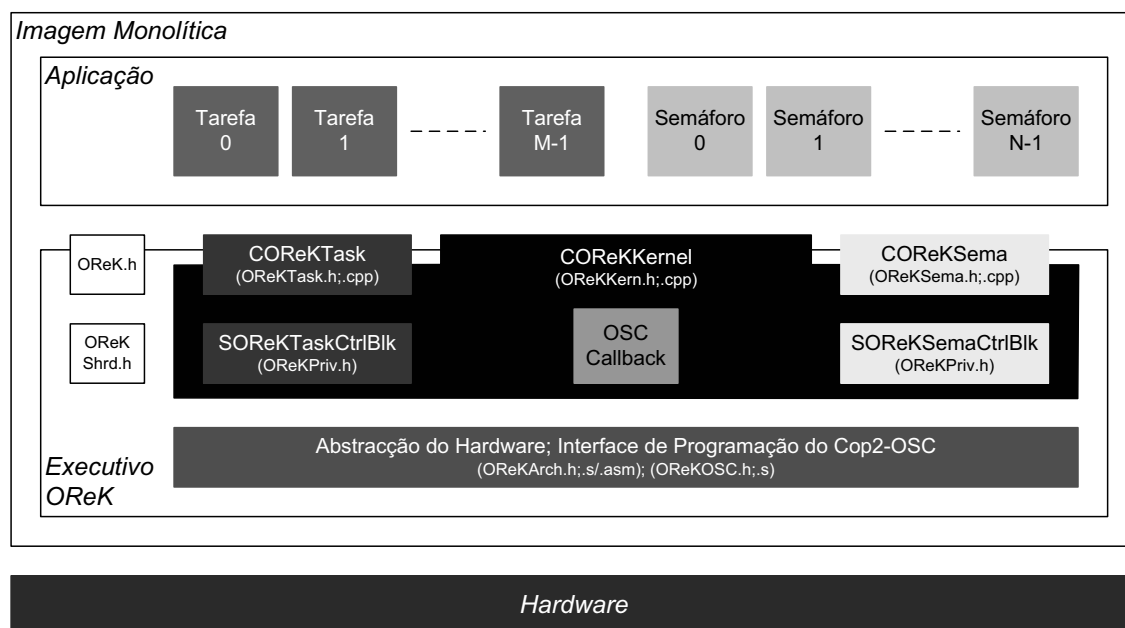 Imagem Monolítica
Aplicação
Tarefa
0
Tarefa
1
Tarefa
M-1
Semáforo
0
Semáforo
1
Semáforo
N-1
OReK.h
COReKTask
(OReKTask.h;.cpp)
COReKKernel
(OReKKern.h;.cpp)
COReKSema
(OReKSema.h;.cpp)
OReK
Shrd.h
SOReKTaskCtrlBlk
(OReKPriv.h)
OSC
Callback
SOReKSemaCtrlBlk
(OReKPriv.h)
Abstracção do Hardware; Interface de Programação do Cop2-OSC
(OReKArch.h;.s/.asm); (OReKOSC.h;.s)
Executivo
OReK
Hardware